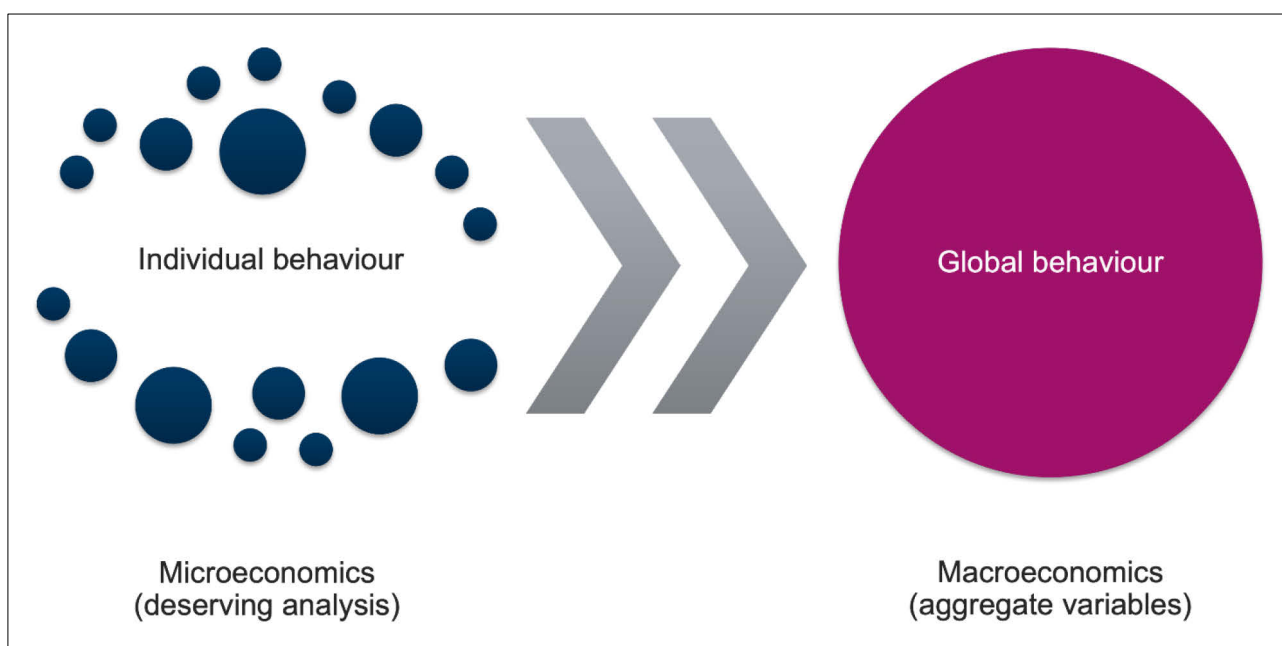 Individual behaviour
Global behaviour
Microeconomics
(deserving analysis)
Macroeconomics
(aggregate variables)